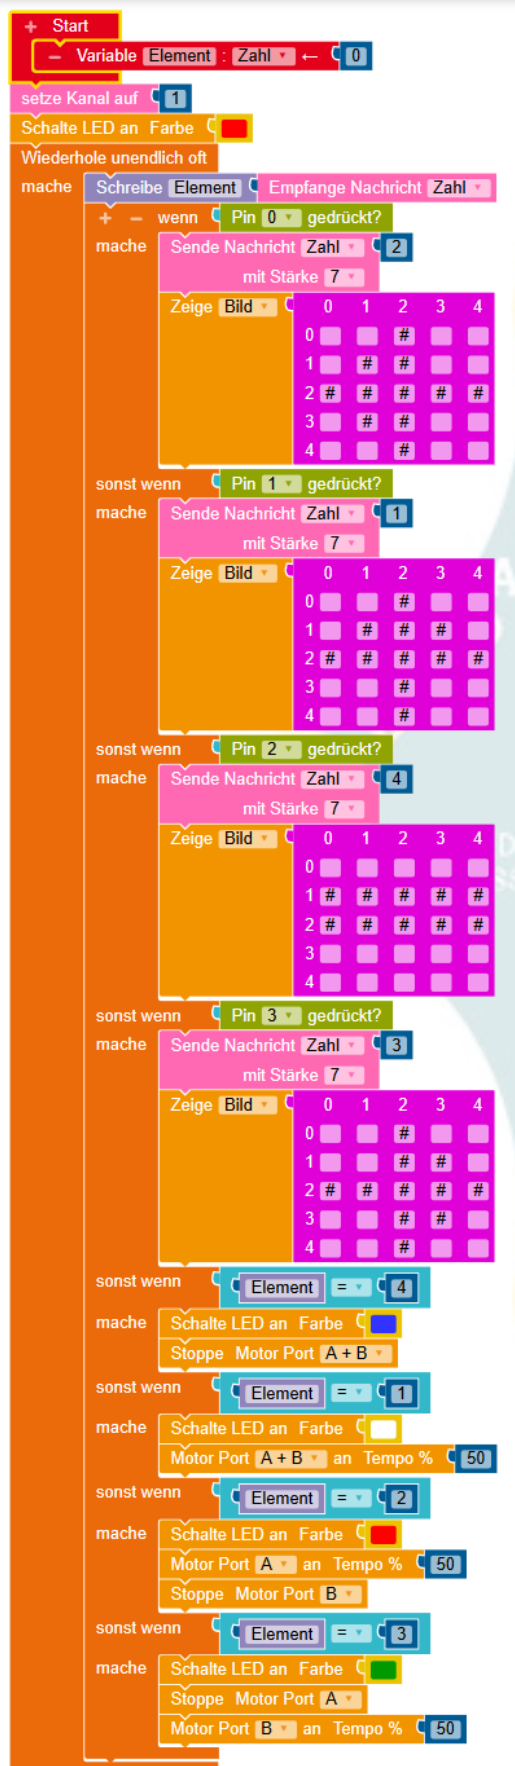 + Start
− Variable Element : Zahl ← 0
setze Kanal auf 1
Schalte LED an Farbe
Wiederhole unendlich oft
mache Schreibe Element Empfange Nachricht Zahl
+ − wenn Pin 0 gedrückt?
mache Sende Nachricht Zahl 2
mit Stärke 7
Zeige Bild 0 1 2 3 4
0 #
1 # #
2 # # # # #
3 # #
4 #
sonst wenn Pin 1 gedrückt?
mache Sende Nachricht Zahl 1
mit Stärke 7
Zeige Bild 0 1 2 3 4
0 #
1 # # #
2 # # # # #
3 #
4 #
sonst wenn Pin 2 gedrückt?
mache Sende Nachricht Zahl 4
mit Stärke 7
Zeige Bild 0 1 2 3 4
0
1 # # # # #
2 # # # # #
3
4
sonst wenn Pin 3 gedrückt?
mache Sende Nachricht Zahl 3
mit Stärke 7
Zeige Bild 0 1 2 3 4
0 #
1 # #
2 # # # # #
3 # #
4 #
sonst wenn Element = 4
mache Schalte LED an Farbe
Stoppe Motor Port A + B
sonst wenn Element = 1
mache Schalte LED an Farbe
Motor Port A + B an Tempo % 50
sonst wenn Element = 2
mache Schalte LED an Farbe
Motor Port A an Tempo % 50
Stoppe Motor Port B
sonst wenn Element = 3
mache Schalte LED an Farbe
Stoppe Motor Port A
Motor Port B an Tempo % 50